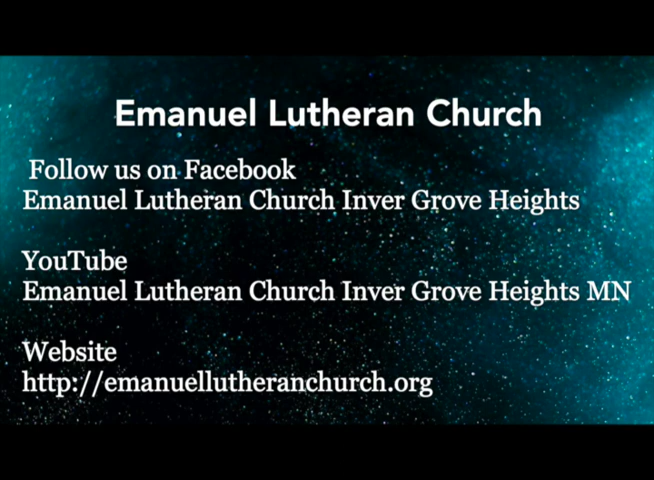 Emanuel Lutheran Church
Follow us on Facebook
Emanuel Lutheran Church Inver Grove Heights
YouTube
Emanuel Lutheran Church Inver Grove Heights MN
Website
http://emanuellutheranchurch.org